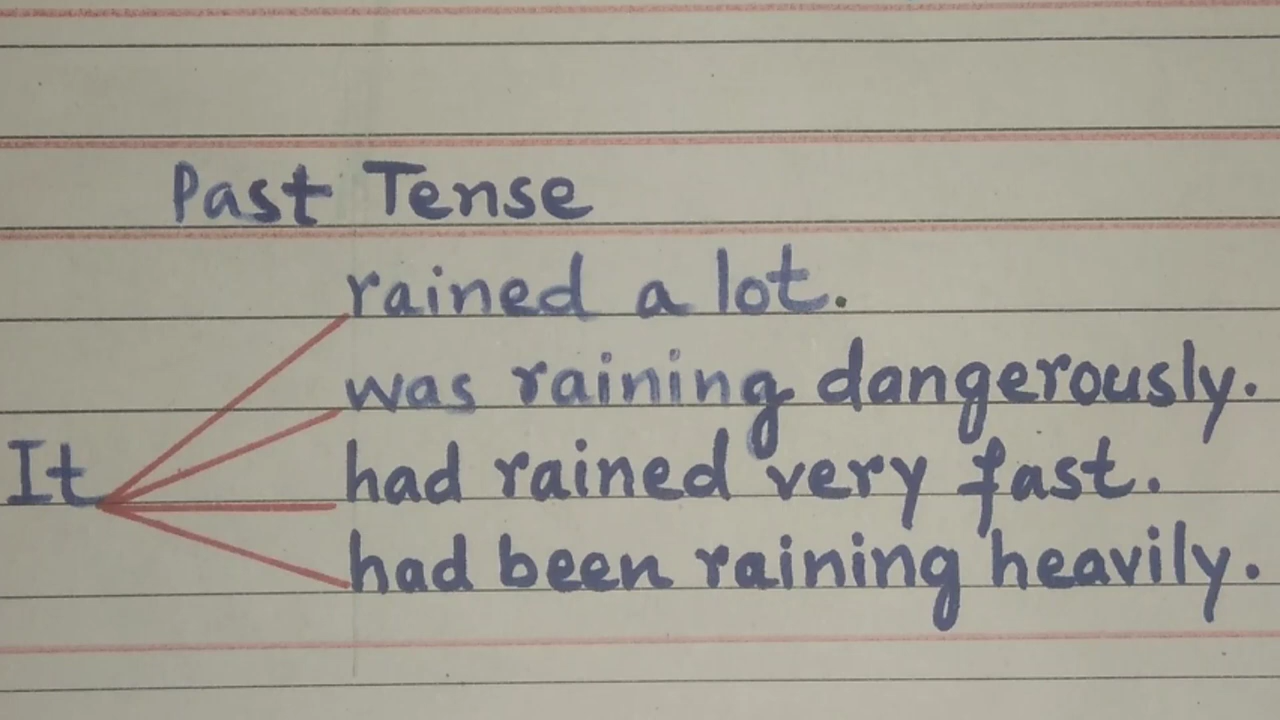 Past Tense
rained a lot.
was raining dangerously.
It
had rained very fast.
had been raining heavily.